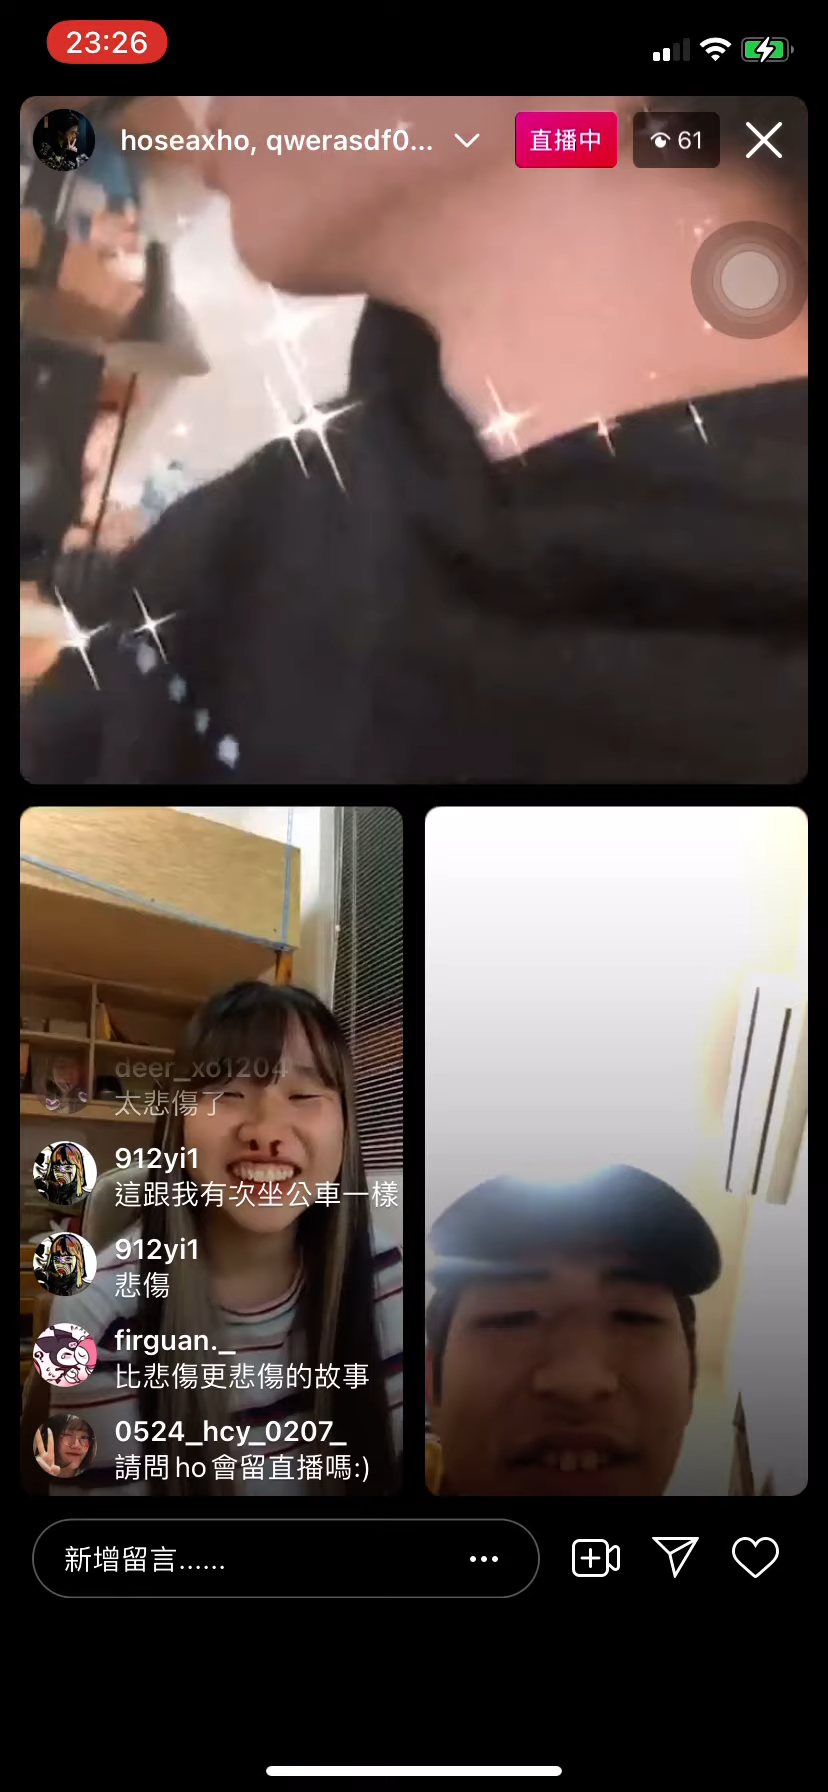 23:26
hoseaxho, qwerasdf0...
直播中
61
deer_xo1204
太悲傷了
912yi1
這跟我有次坐公車一樣
912yi1
悲傷
firguan._
比悲傷更悲傷的故事
0524_hcy_0207_
請問ho會留直播嗎:)
新增留言......